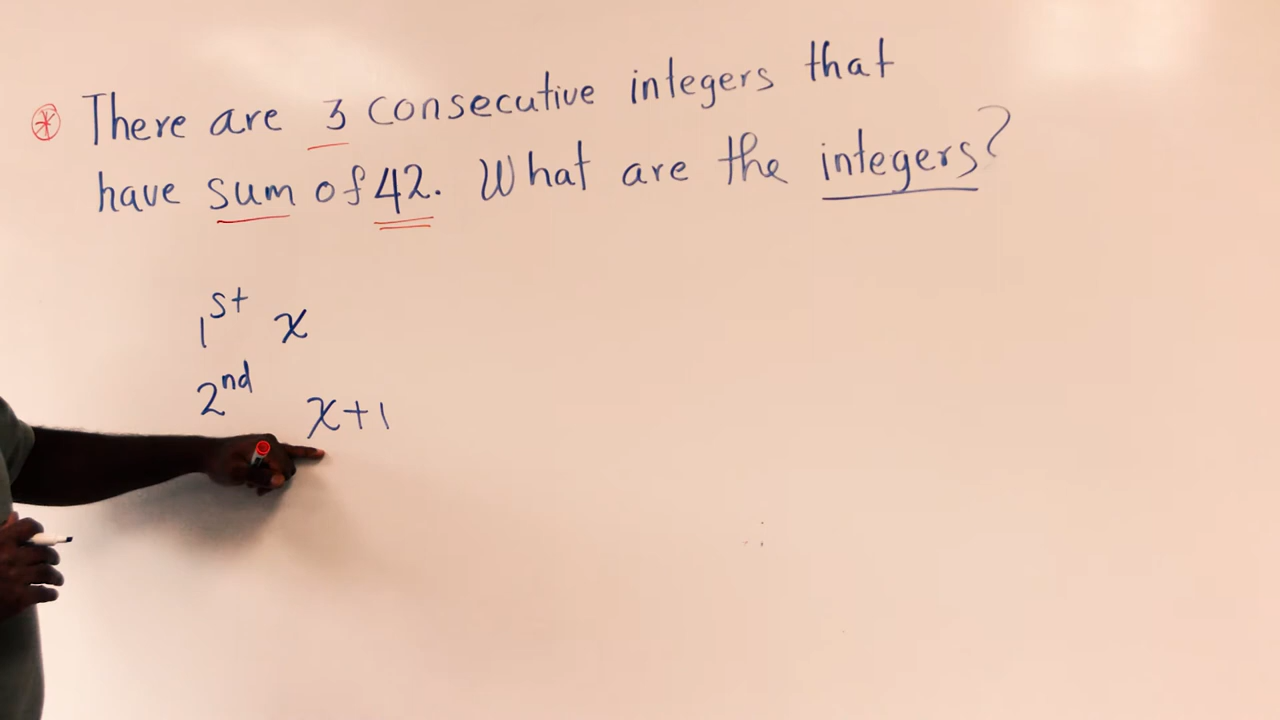 * There are 3 consecutive integers that
have sum of 42. What are the integers?
1st x
2nd x+1